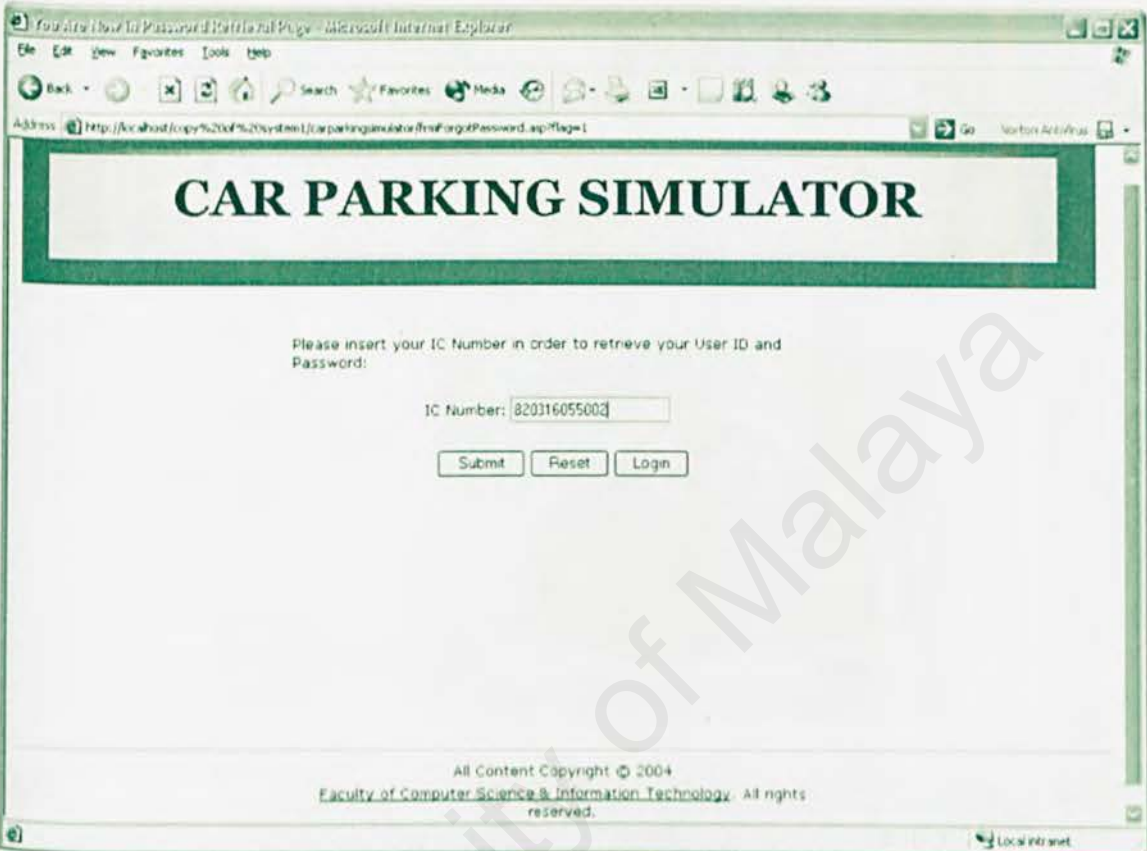 You Are Now In Password Retrieval Page - Microsoft Internet Explorer
File Edit View Favorites Tools Help
Back Search Favorites Media
Address http://localhost/copy%20of%20system1/carparkingsimulator/frmForgotPassword.asp?flag=1 Go Norton AntiVirus
CAR PARKING SIMULATOR
Please insert your IC Number in order to retrieve your User ID and
Password:
IC Number: 820316055002
Submit Reset Login
All Content Copyright © 2004
Faculty of Computer Science & Information Technology. All rights
reserved.
Local intranet
ity of Malaya